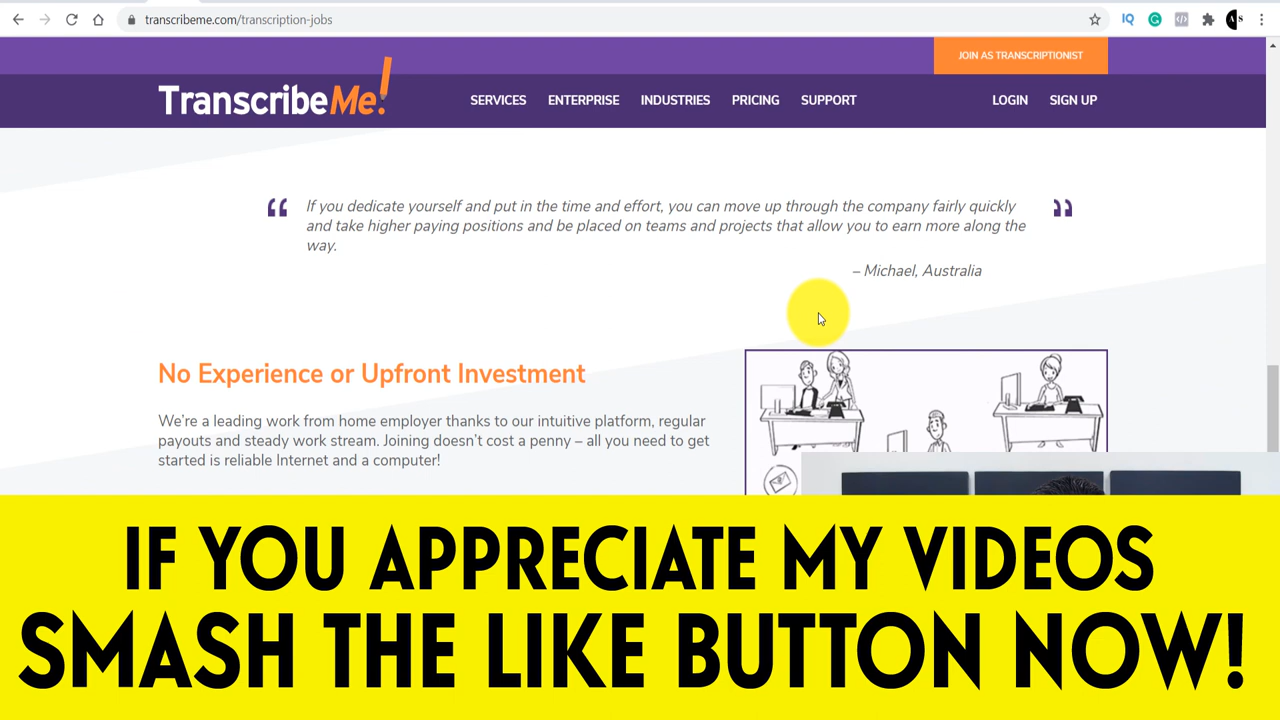 transcribeme.com/transcription-jobs
JOIN AS TRANSCRIPTIONIST
TranscribeMe!
SERVICES ENTERPRISE INDUSTRIES PRICING SUPPORT LOGIN SIGN UP
“ If you dedicate yourself and put in the time and effort, you can move up through the company fairly quickly ”
and take higher paying positions and be placed on teams and projects that allow you to earn more along the
way.
– Michael, Australia
No Experience or Upfront Investment
We’re a leading work from home employer thanks to our intuitive platform, regular
payouts and steady work stream. Joining doesn’t cost a penny – all you need to get
started is reliable Internet and a computer!
IF YOU APPRECIATE MY VIDEOS
SMASH THE LIKE BUTTON NOW!